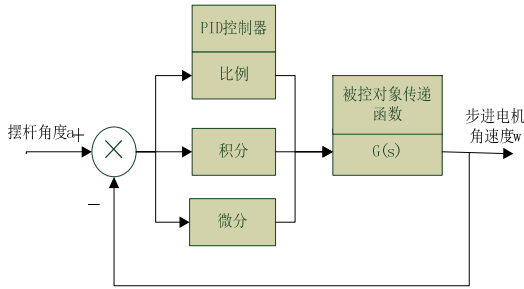 PID控制器
比例
被控对象传递
函数
步进电机
角速度w
摆杆角度a+
积分
G(s)
−
微分